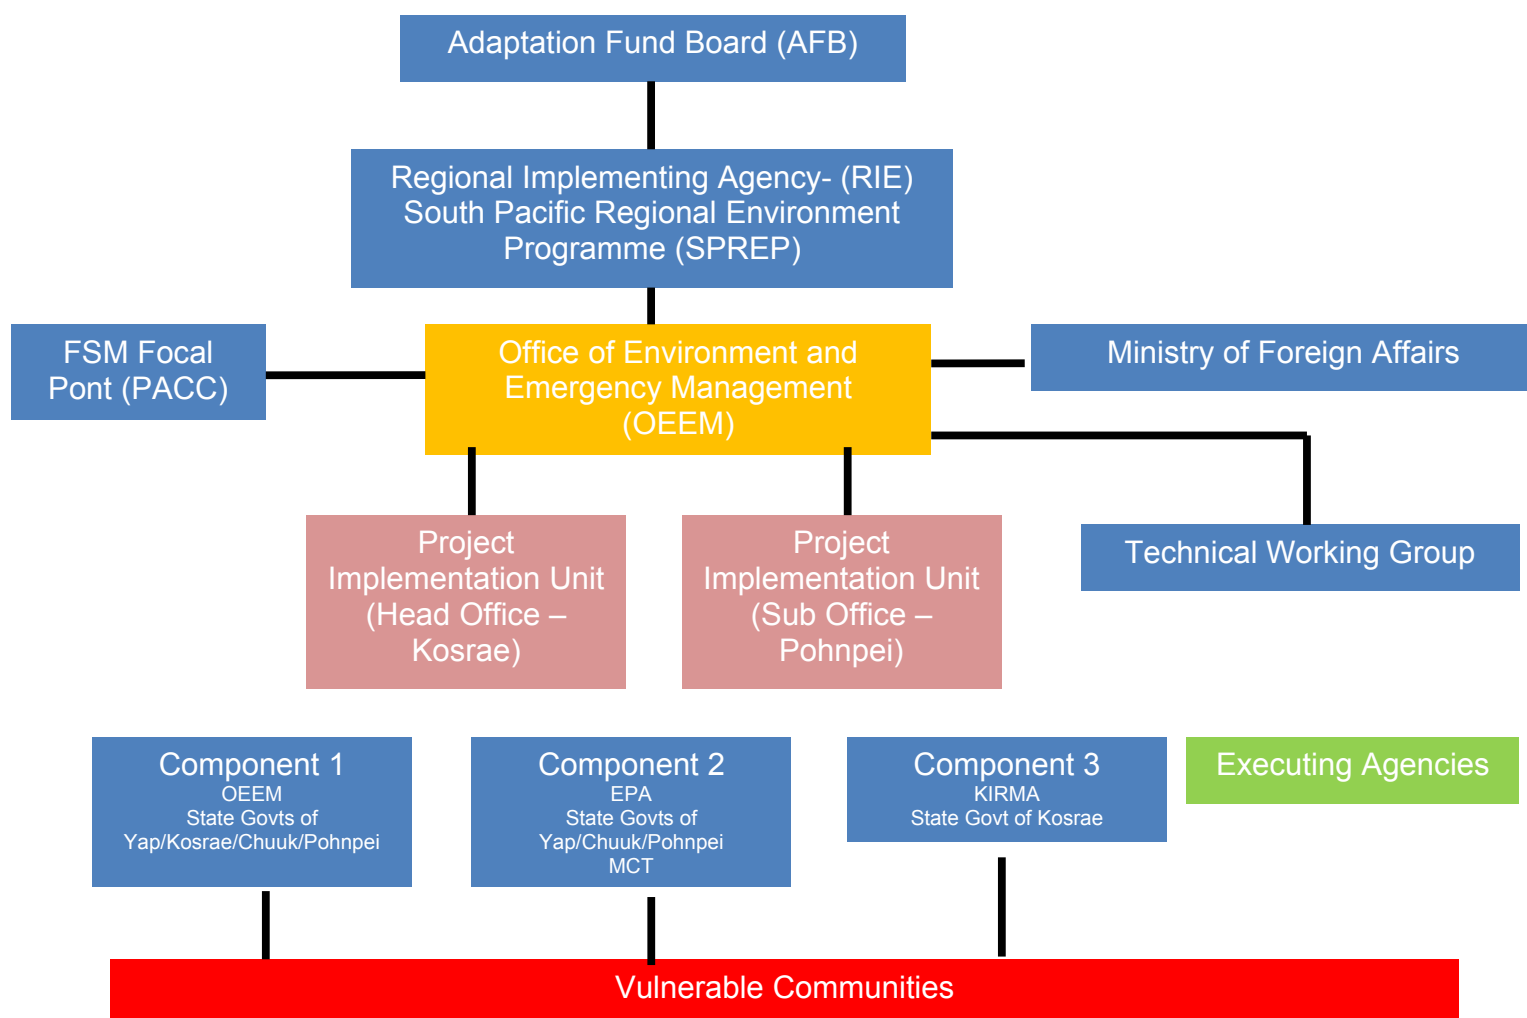 Adaptation Fund Board (AFB)
Regional Implementing Agency- (RIE)
South Pacific Regional Environment
Programme (SPREP)
FSM Focal
Pont (PACC)
Office of Environment and
Emergency Management
(OEEM)
Ministry of Foreign Affairs
Project
Implementation Unit
(Head Office –
Kosrae)
Project
Implementation Unit
(Sub Office –
Pohnpei)
Technical Working Group
Component 1
OEEM
State Govts of
Yap/Kosrae/Chuuk/Pohnpei
Component 2
EPA
State Govts of
Yap/Chuuk/Pohnpei
MCT
Component 3
KIRMA
State Govt of Kosrae
Executing Agencies
Vulnerable Communities